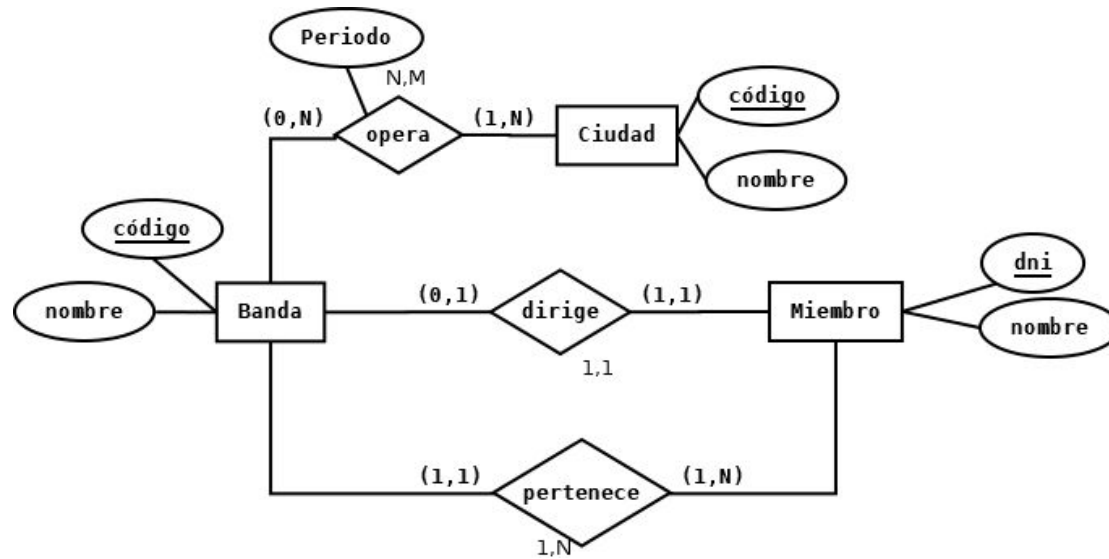 Periodo
N,M
(0,N)
opera
(1,N)
Ciudad
código
nombre
código
nombre
Banda
(0,1)
dirige
(1,1)
1,1
Miembro
dni
nombre
(1,1)
pertenece
(1,N)
1,N